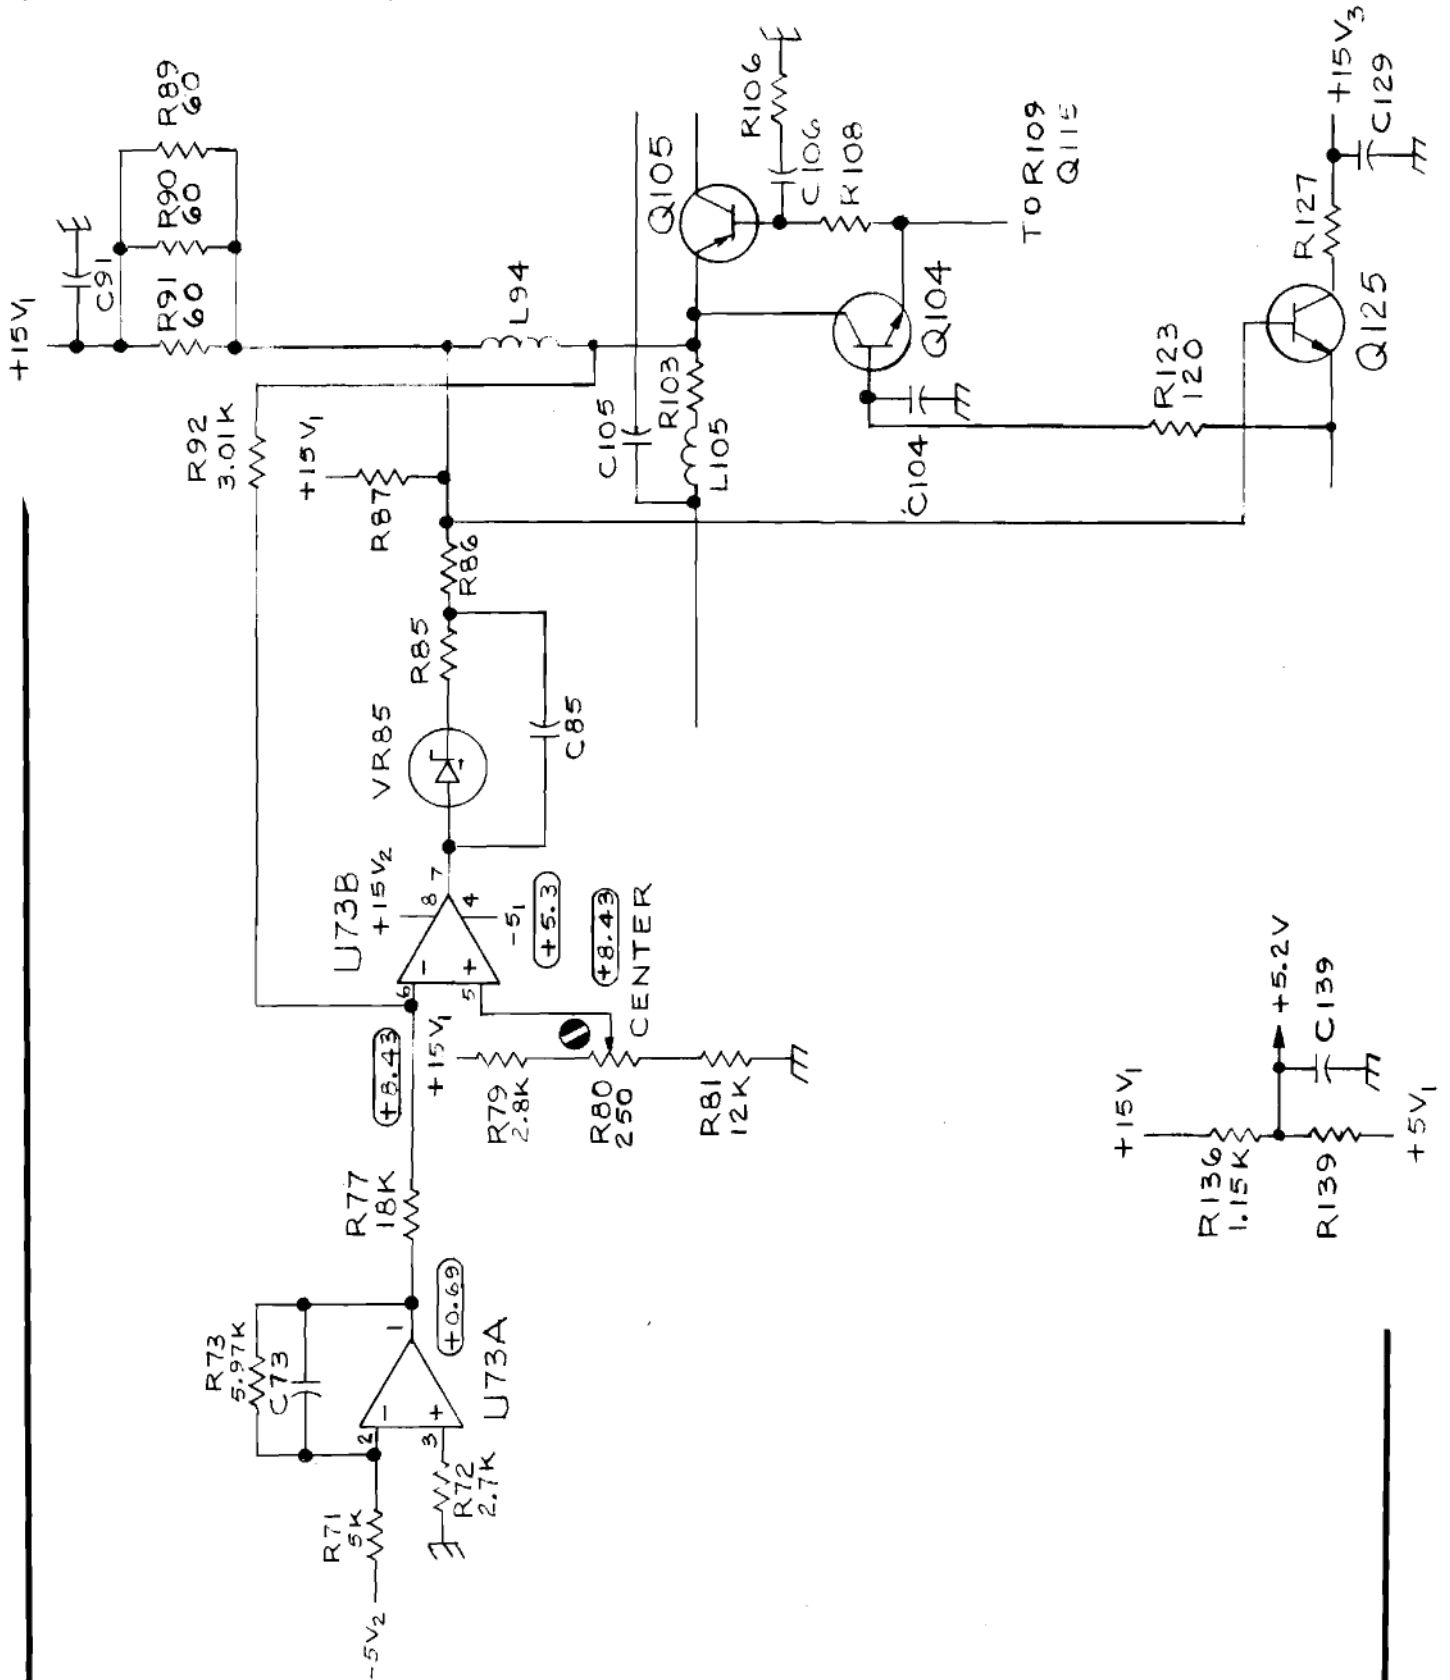 +15V1
C91
R91
60
R90
60
R89
60
R92
3.01K
+15V1
R87
L94
C105
R103
L105
Q105
R106
C106
R108
TO R109
Q115
Q104
C104
R123
120
Q125
R127
+15V3
C129
R86
R85
VR85
C85
U73B
+15V2
8
7
4
-51
+5.3
6
5
-
+
+8.43
+8.43
CENTER
+15V1
R79
2.8K
R80
250
R81
12K
R77
18K
R73
5.97K
C73
1
+0.69
U73A
2
3
-
+
R72
2.7K
R71
5K
-5V2
+15V1
R136
1.15K
+5.2V
C139
R139
+5V1